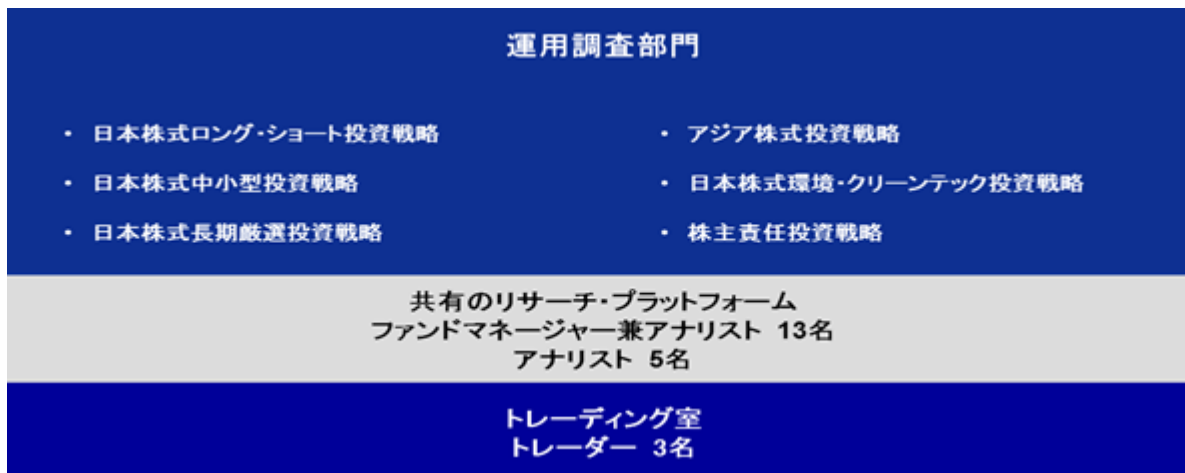 運用調査部門
・ 日本株式ロング・ショート投資戦略
・ 日本株式中小型投資戦略
・ 日本株式長期厳選投資戦略
・ アジア株式投資戦略
・ 日本株式環境・クリーンテック投資戦略
・ 株主責任投資戦略
共有のリサーチ・プラットフォーム
ファンドマネージャー兼アナリスト 13名
アナリスト 5名
トレーディング室
トレーダー 3名